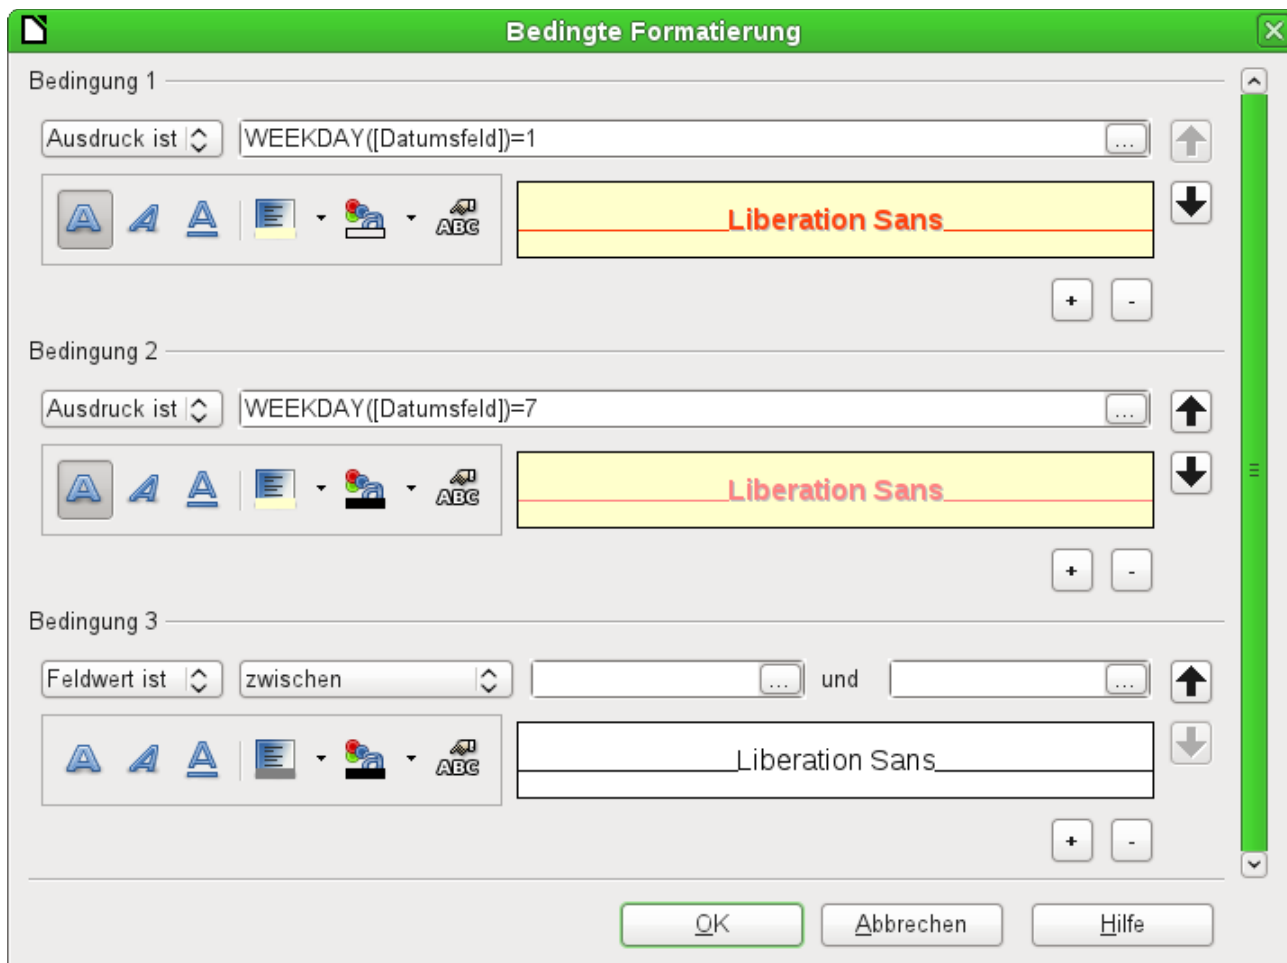 Bedingte Formatierung
Bedingung 1
Ausdruck ist WEEKDAY([Datumsfeld])=1 ...
ABC Liberation Sans
+ -
Bedingung 2
Ausdruck ist WEEKDAY([Datumsfeld])=7 ...
ABC Liberation Sans
+ -
Bedingung 3
Feldwert ist zwischen ... und ...
ABC Liberation Sans
+ -
OK Abbrechen Hilfe